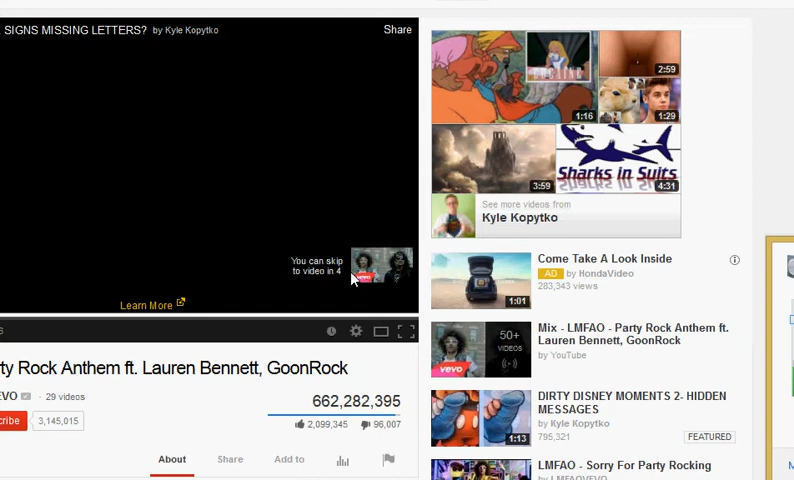 SIGNS MISSING LETTERS? by Kyle Kopytko
Share
You can skip
to video in 4
Learn More
ty Rock Anthem ft. Lauren Bennett, GoonRock
EVO · 29 videos
cribe 3,145,015
662,282,395
2,099,345 96,007
About Share Add to
COCAINE
2:59
1:16
1:29
Sharks in Suits
3:59
4:31
See more videos from
Kyle Kopytko
Come Take A Look Inside
AD by HondaVideo
283,343 views
1:01
50+
VIDEOS
vevo
Mix - LMFAO - Party Rock Anthem ft.
Lauren Bennett, GoonRock
by YouTube
DIRTY DISNEY MOMENTS 2- HIDDEN
MESSAGES
by Kyle Kopytko
795,321
FEATURED
1:13
LMFAO - Sorry For Party Rocking
by LMFAOVEVO